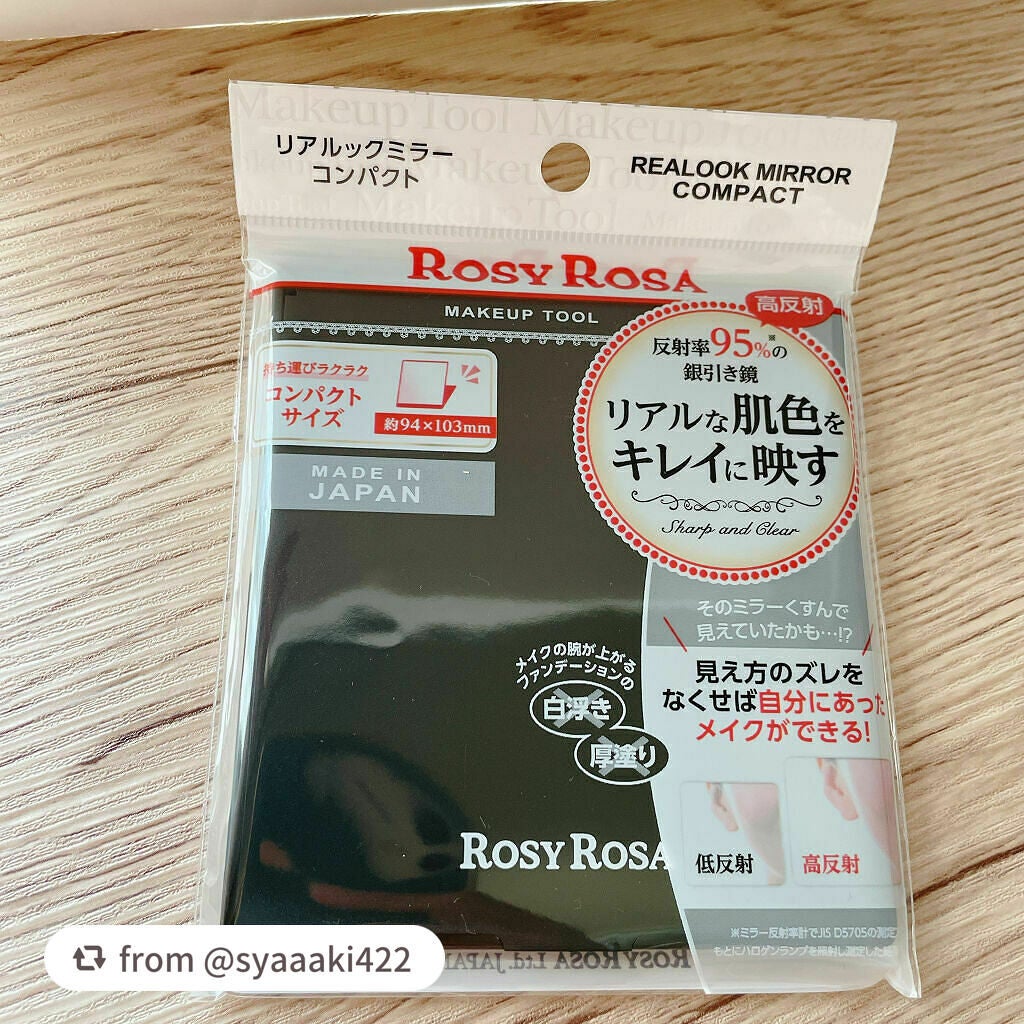 Makeup Tool Makeup Tool
Makeup Tool
リアルックミラー
コンパクト
REALOOK MIRROR
COMPACT
ROSY ROSA
MAKEUP TOOL
高反射
反射率95%※の
銀引き鏡
リアルな肌色を
キレイに映す
Sharp and Clear
持ち運びラクラク
コンパクト
サイズ
約94×103mm
MADE IN
JAPAN
そのミラーくすんで
見えていたかも…!?
見え方のズレを
なくせば自分にあった
メイクができる!
メイクの腕が上がる
ファンデーションの
白浮き
厚塗り
低反射
高反射
ROSY ROSA
※ミラー反射率計でJIS D5705の測定
もとにハロゲンランプを照射し測定した
ROSY ROSA Ltd. JAPAN
from @syaaaki422